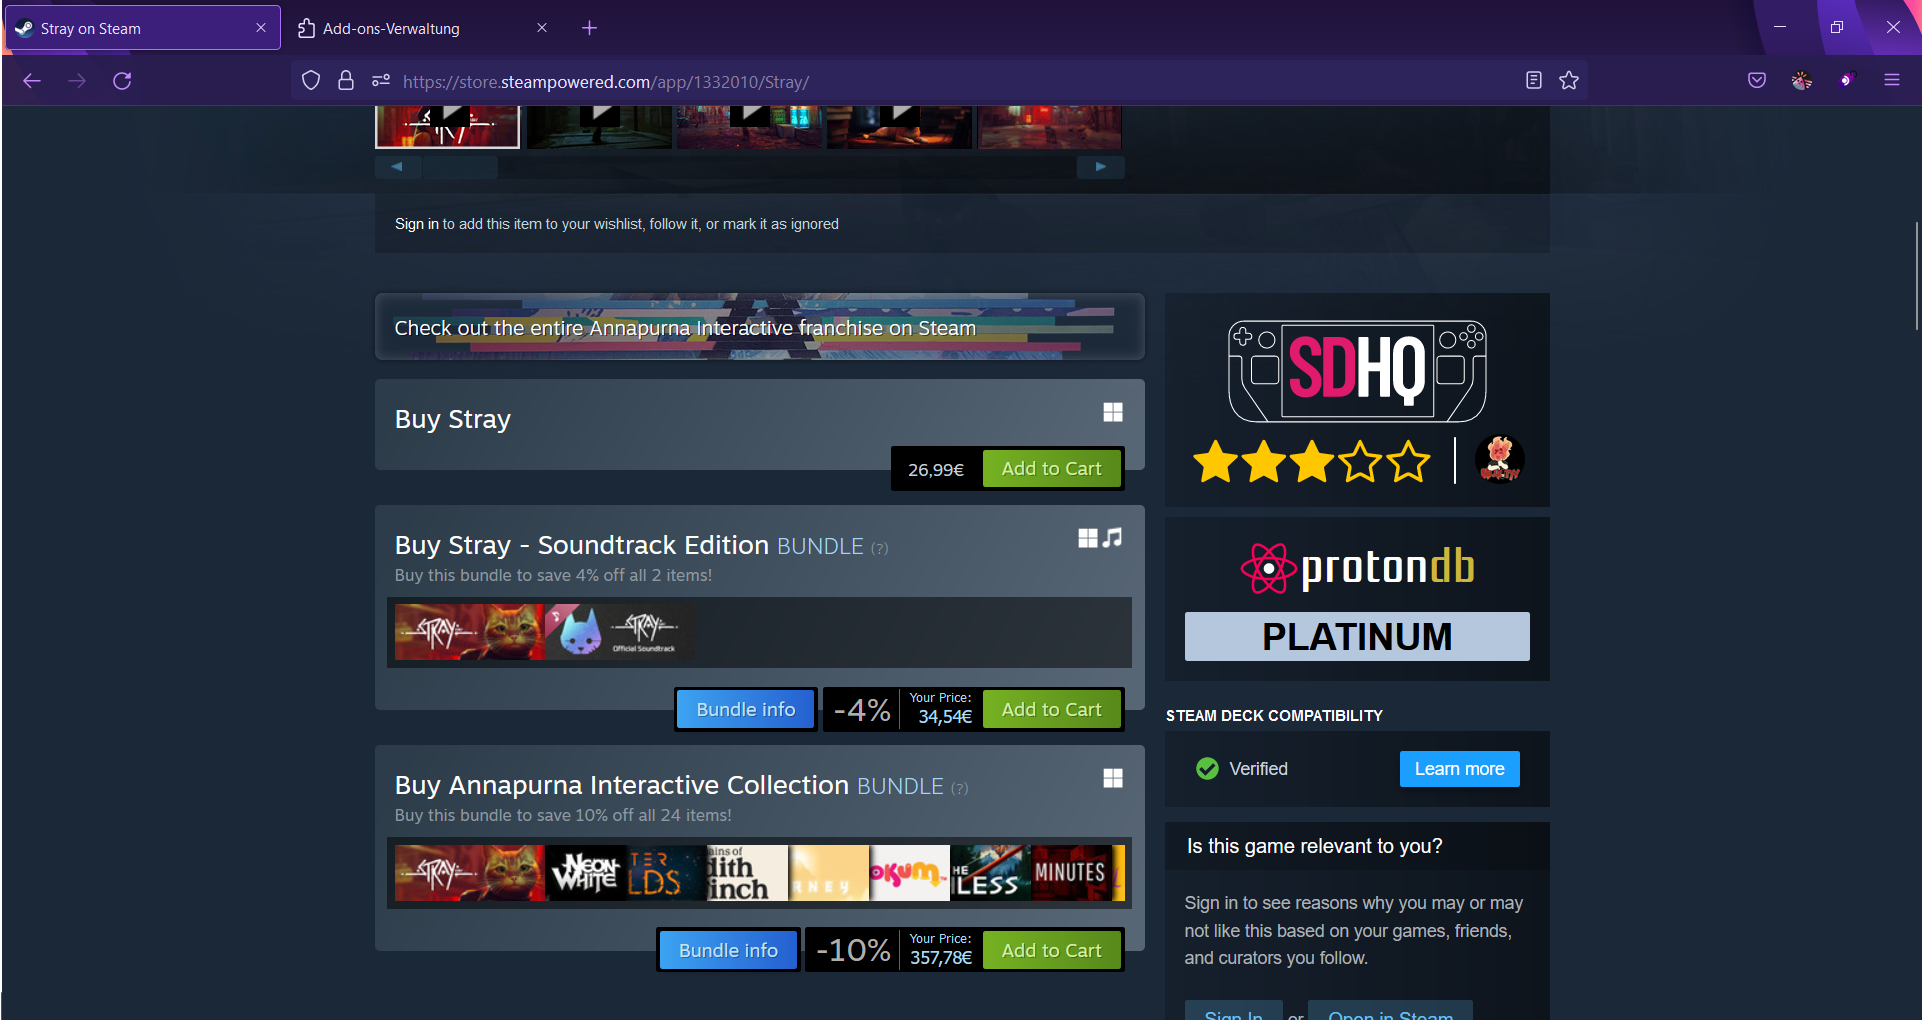 Stray on Steam
Add-ons-Verwaltung
https://store.steampowered.com/app/1332010/Stray/
Sign in to add this item to your wishlist, follow it, or mark it as ignored
Check out the entire Annapurna Interactive franchise on Steam
Buy Stray
26,99€ Add to Cart
Buy Stray - Soundtrack Edition BUNDLE (?)
Buy this bundle to save 4% off all 2 items!
STRAY STRAY
Official Soundtrack
Bundle info -4% Your Price: 34,54€ Add to Cart
Buy Annapurna Interactive Collection BUNDLE (?)
Buy this bundle to save 10% off all 24 items!
STRAY NEON WHITE TER LDS ains of dith inch RNEY OKUM HE LESS MINUTES
Bundle info -10% Your Price: 357,78€ Add to Cart
SDHQ
protondb
PLATINUM
STEAM DECK COMPATIBILITY
Verified Learn more
Is this game relevant to you?
Sign in to see reasons why you may or may
not like this based on your games, friends,
and curators you follow.
Sign In or Open in Steam